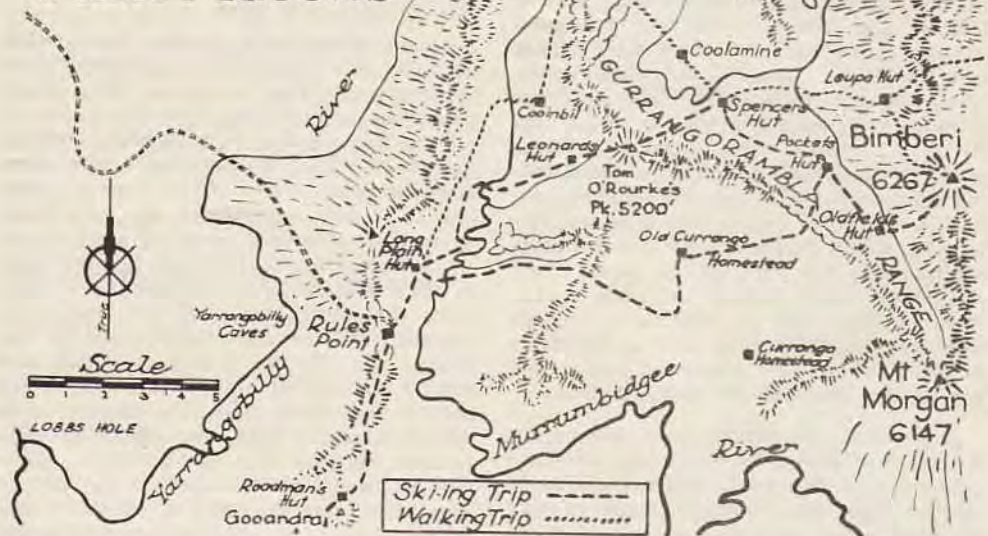 River
Coolamine
GURRANGORAMBLA
RANGE
Coolnbil
Spencers
Hut
Leupa Hut
Leonards
Hut
Pockets
Hut
Bimberi
6267
Tom
O'Rourke's
Pk. 5200'
Oldfields
Hut
Long
Plain
Hut
Old Currango
Homestead
True
Yarrangobilly
Caves
Rules
Point
Currango
Homestead
Scale
0 1 2 3 4 5
Mt
Morgan
6147'
LOBBS HOLE
Yarrangobilly
Murrumbidgee
River
Roadman's
Hut
Gooandra
Ski-ing Trip
Walking Trip